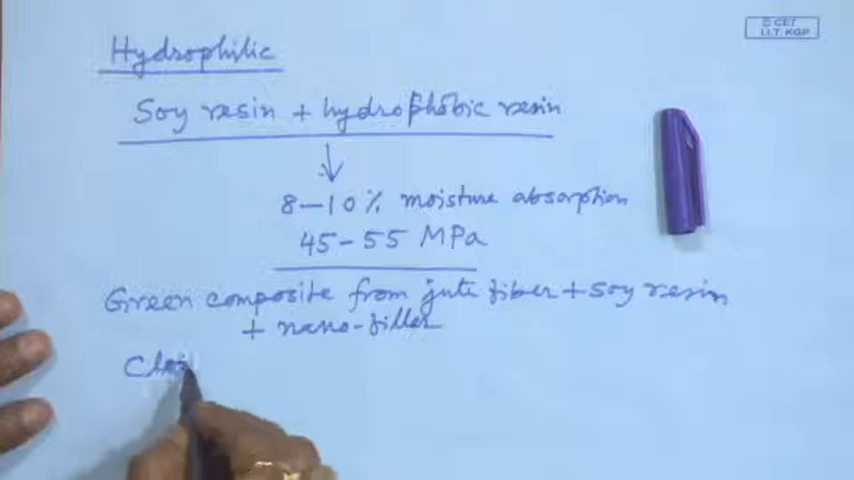 © CET
I.I.T. KGP
Hydrophilic
Soy resin + hydrophobic resin
8-10% moisture absorption
45-55 MPa
Green composite from jute fiber + soy resin
+ nano-filler